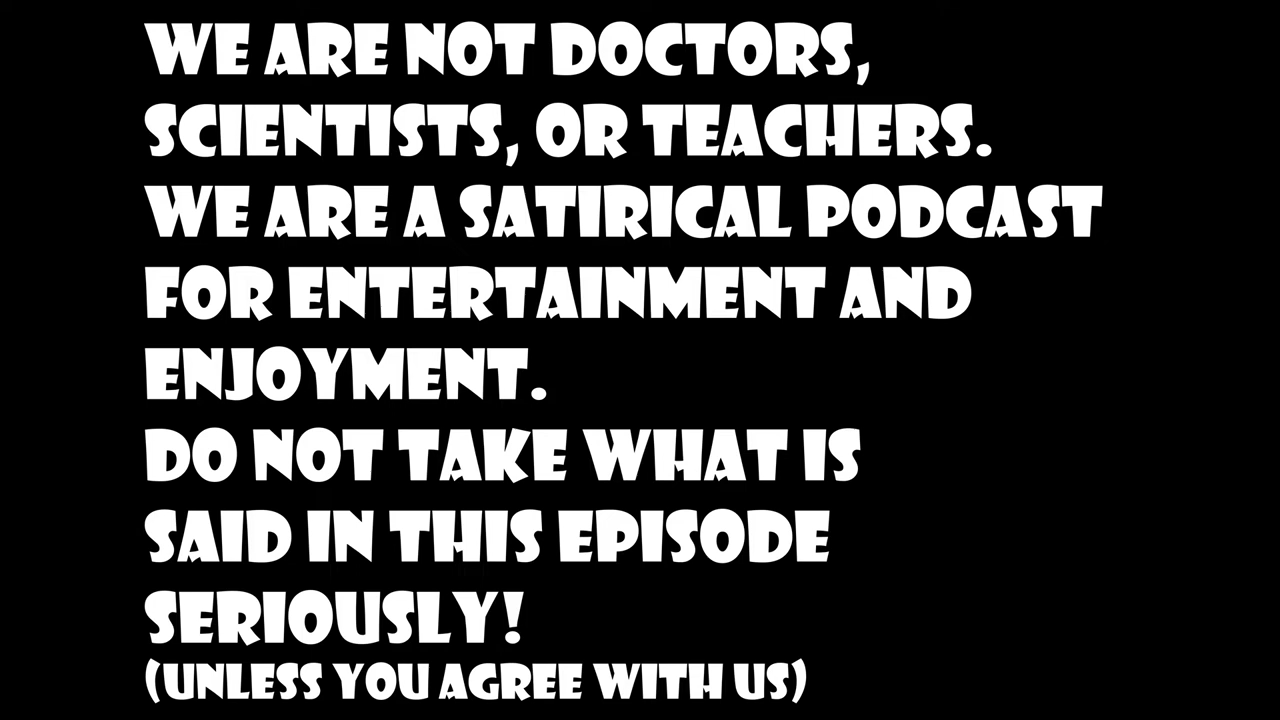 WE ARE NOT DOCTORS,
SCIENTISTS, OR TEACHERS.
WE ARE A SATIRICAL PODCAST
FOR ENTERTAINMENT AND
ENJOYMENT.
DO NOT TAKE WHAT IS
SAID IN THIS EPISODE
SERIOUSLY!
(UNLESS YOU AGREE WITH US)